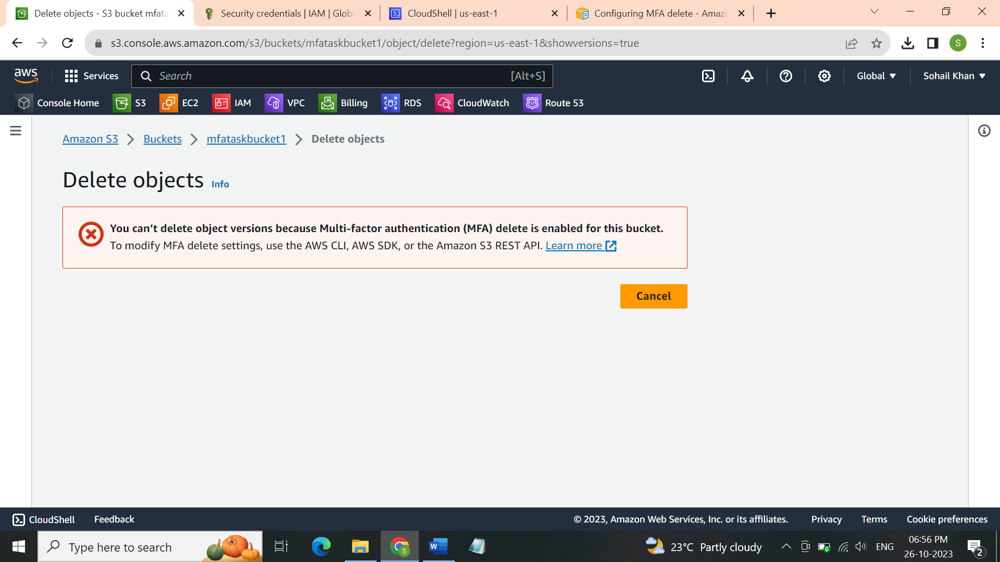 Delete objects - S3 bucket mfata
Security credentials | IAM | Globa
CloudShell | us-east-1
Configuring MFA delete - Amazo
s3.console.aws.amazon.com/s3/buckets/mfataskbucket1/object/delete?region=us-east-1&showversions=true
S
aws
Services
Search
[Alt+S]
Global
Sohail Khan
Console Home
S3
EC2
IAM
VPC
Billing
RDS
CloudWatch
53
Route 53
Amazon S3 > Buckets > mfataskbucket1 > Delete objects
Delete objects Info
You can’t delete object versions because Multi-factor authentication (MFA) delete is enabled for this bucket.
To modify MFA delete settings, use the AWS CLI, AWS SDK, or the Amazon S3 REST API. Learn more
Cancel
CloudShell
Feedback
© 2023, Amazon Web Services, Inc. or its affiliates.
Privacy
Terms
Cookie preferences
Type here to search
S
W
23°C Partly cloudy
ENG
06:56 PM
26-10-2023
2